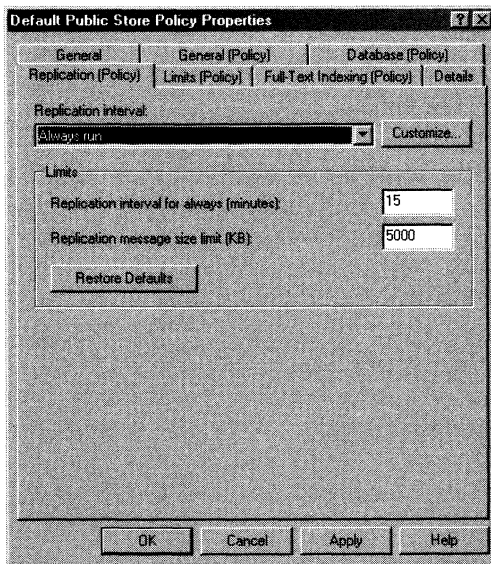 Default Public Store Policy Properties
General General (Policy) Database (Policy)
Replication (Policy) Limits (Policy) Full-Text Indexing (Policy) Details
Replication interval:
Always run Customize...
Limits
Replication interval for always (minutes): 15
Replication message size limit (KB): 5000
Restore Defaults
OK Cancel Apply Help